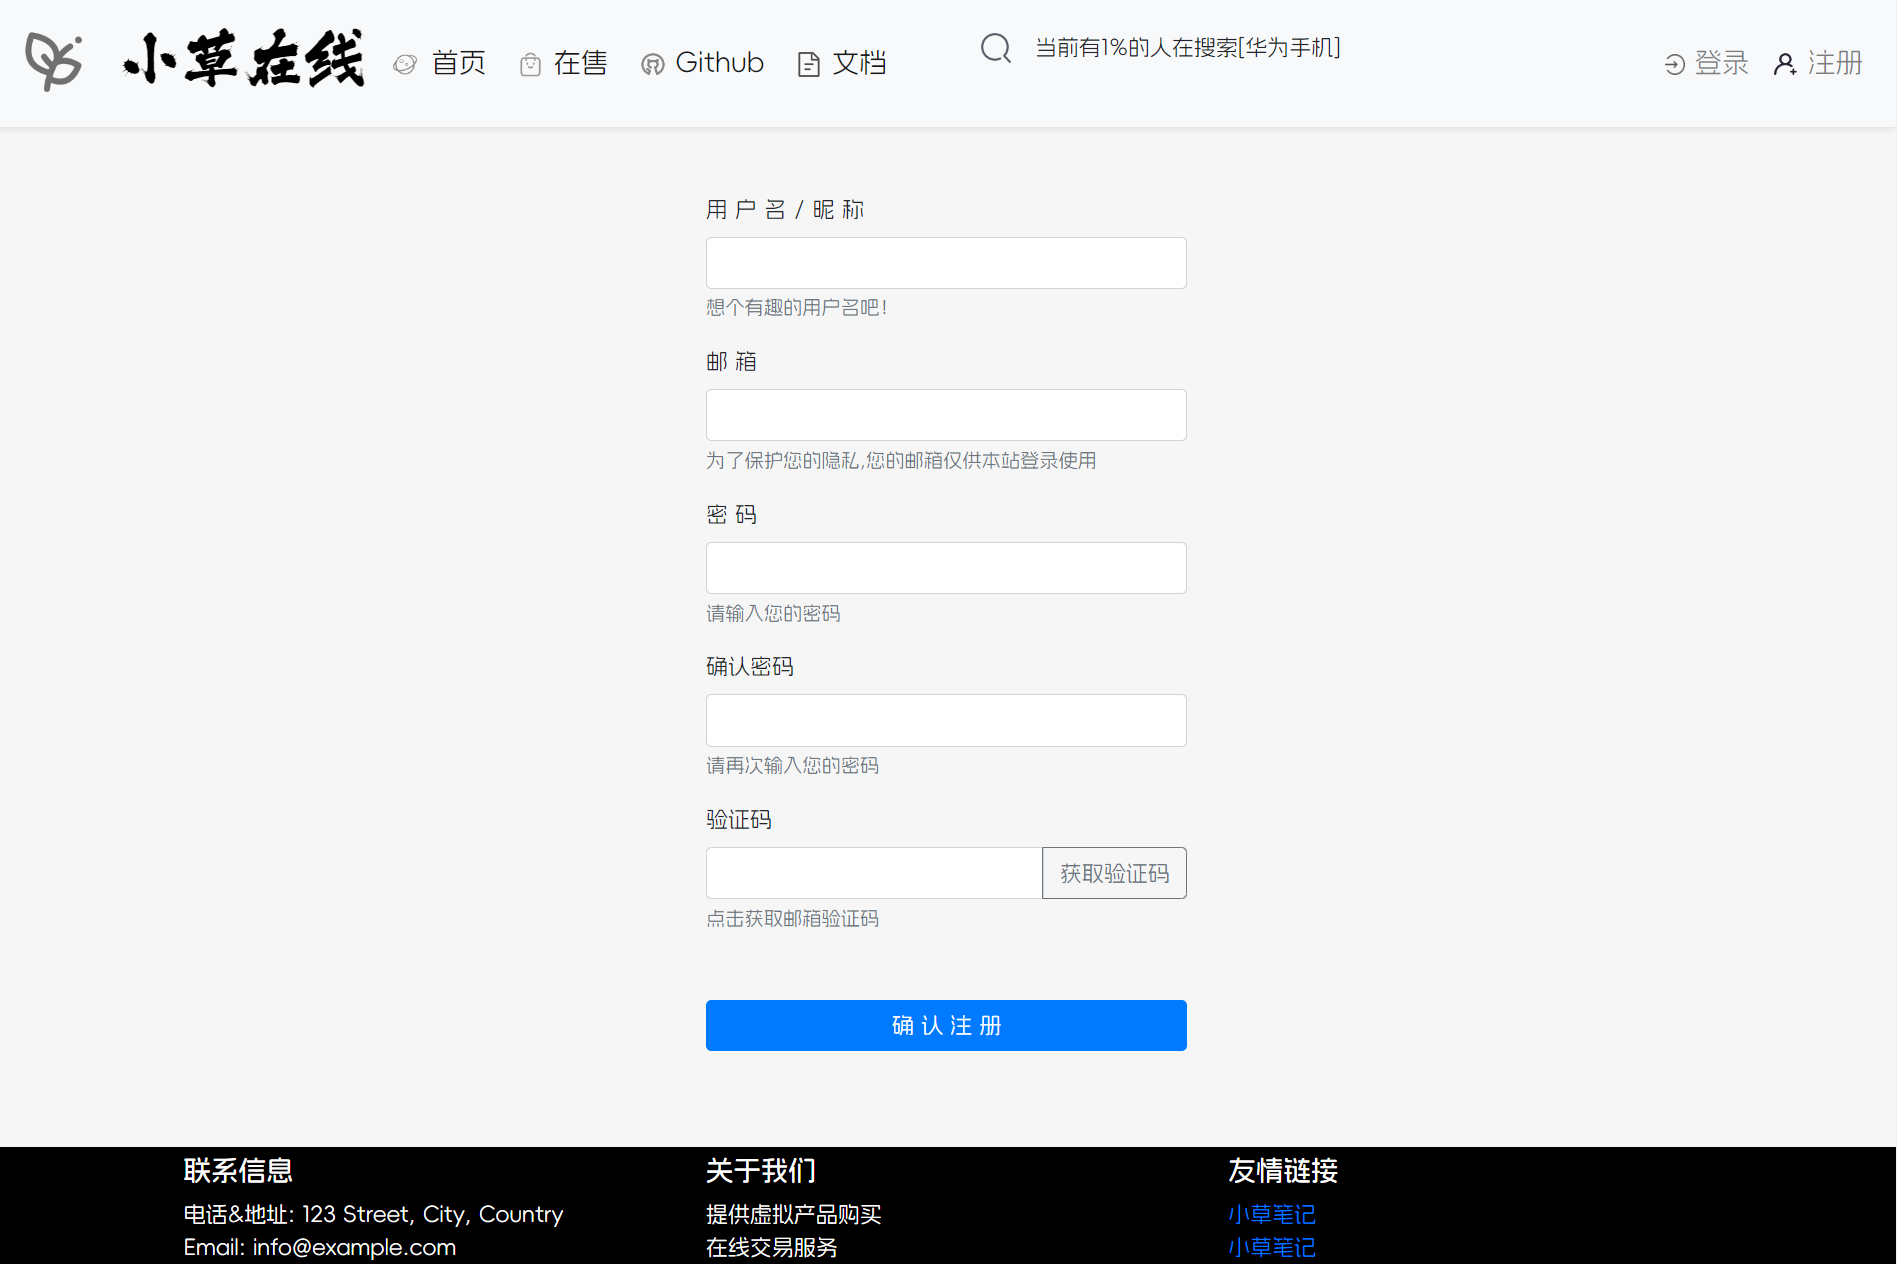 小草在线 首页 在售 Github 文档 当前有1%的人在搜索[华为手机] 登录 注册
用 户 名 / 昵 称
想个有趣的用户名吧！
邮 箱
为了保护您的隐私,您的邮箱仅供本站登录使用
密 码
请输入您的密码
确认密码
请再次输入您的密码
验证码
获取验证码
点击获取邮箱验证码
确 认 注 册
联系信息
电话&地址: 123 Street, City, Country
Email: info@example.com
关于我们
提供虚拟产品购买
在线交易服务
友情链接
小草笔记
小草笔记